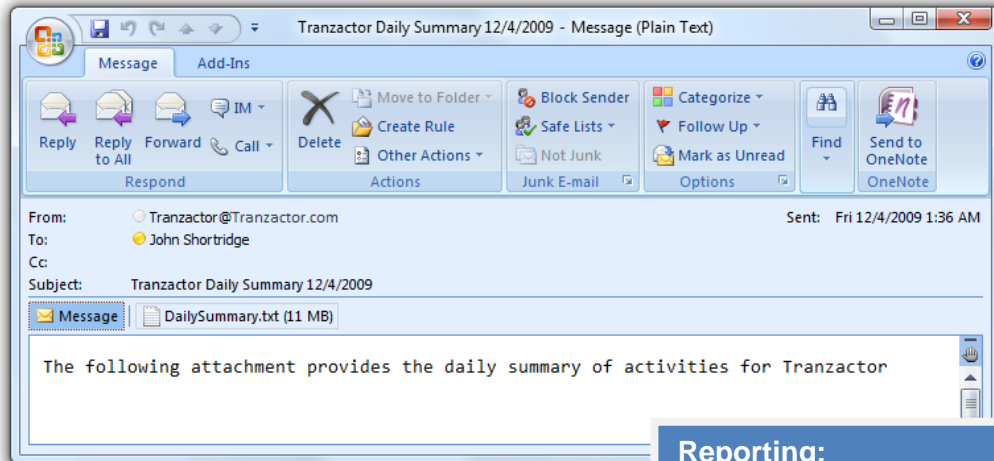 Tranzactor Daily Summary 12/4/2009 - Message (Plain Text)
Message Add-Ins
Reply
Reply to All
Forward
IM
Call
Respond
Delete
Move to Folder
Create Rule
Other Actions
Actions
Block Sender
Safe Lists
Not Junk
Junk E-mail
Categorize
Follow Up
Mark as Unread
Options
Find
Send to OneNote
OneNote
From: Tranzactor@Tranzactor.com Sent: Fri 12/4/2009 1:36 AM
To: John Shortridge
Cc:
Subject: Tranzactor Daily Summary 12/4/2009
Message DailySummary.txt (11 MB)
The following attachment provides the daily summary of activities for Tranzactor
Reporting: